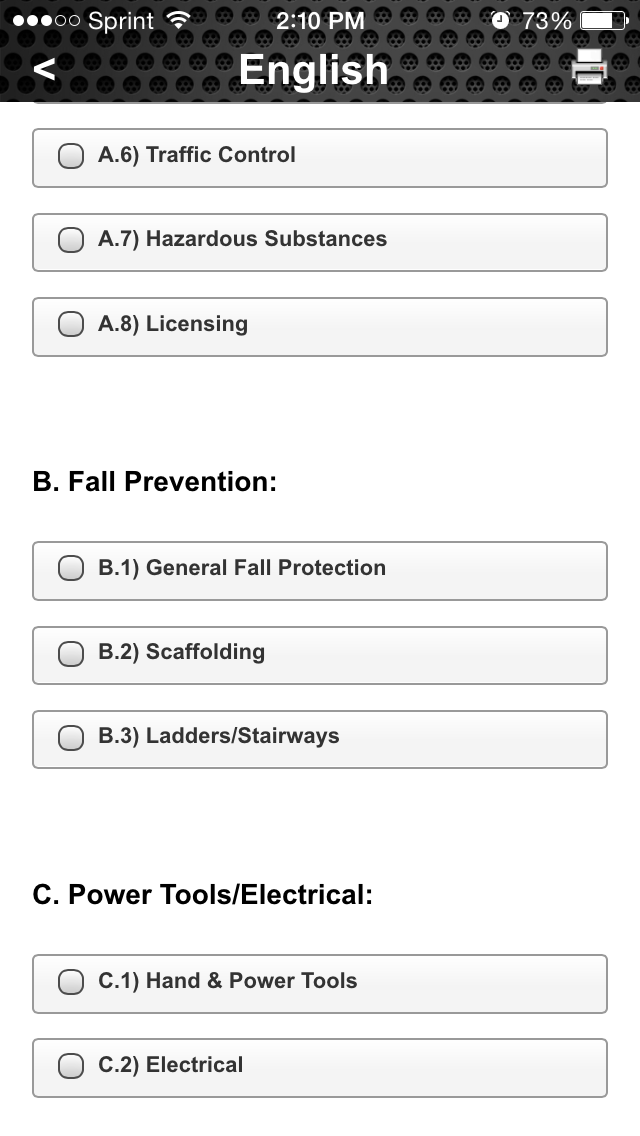 Sprint 2:10 PM 73%
< English
A.6) Traffic Control
A.7) Hazardous Substances
A.8) Licensing
B. Fall Prevention:
B.1) General Fall Protection
B.2) Scaffolding
B.3) Ladders/Stairways
C. Power Tools/Electrical:
C.1) Hand & Power Tools
C.2) Electrical